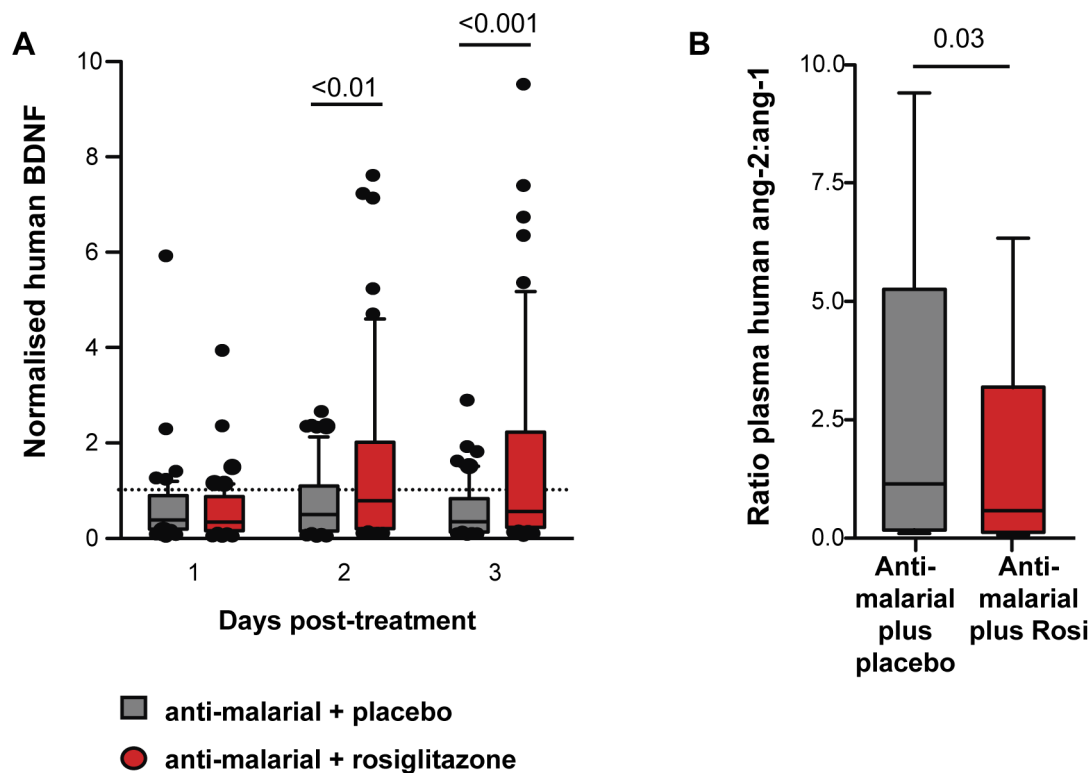 A
Normalised human BDNF
10
8
6
4
2
0
<0.01
<0.001
1
2
3
Days post-treatment
anti-malarial + placebo
anti-malarial + rosiglitazone
B
Ratio plasma human ang-2:ang-1
10.0
7.5
5.0
2.5
0.0
0.03
Anti-
malarial
plus
placebo
Anti-
malarial
plus Rosi